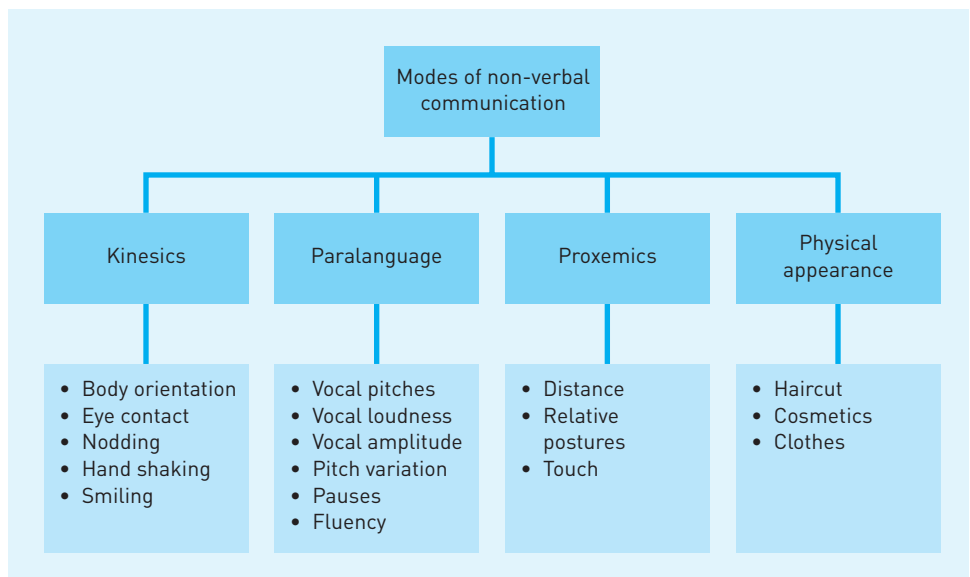 Modes of non-verbal
communication
Kinesics
Paralanguage
Proxemics
Physical
appearance
• Body orientation
• Eye contact
• Nodding
• Hand shaking
• Smiling
• Vocal pitches
• Vocal loudness
• Vocal amplitude
• Pitch variation
• Pauses
• Fluency
• Distance
• Relative
postures
• Touch
• Haircut
• Cosmetics
• Clothes